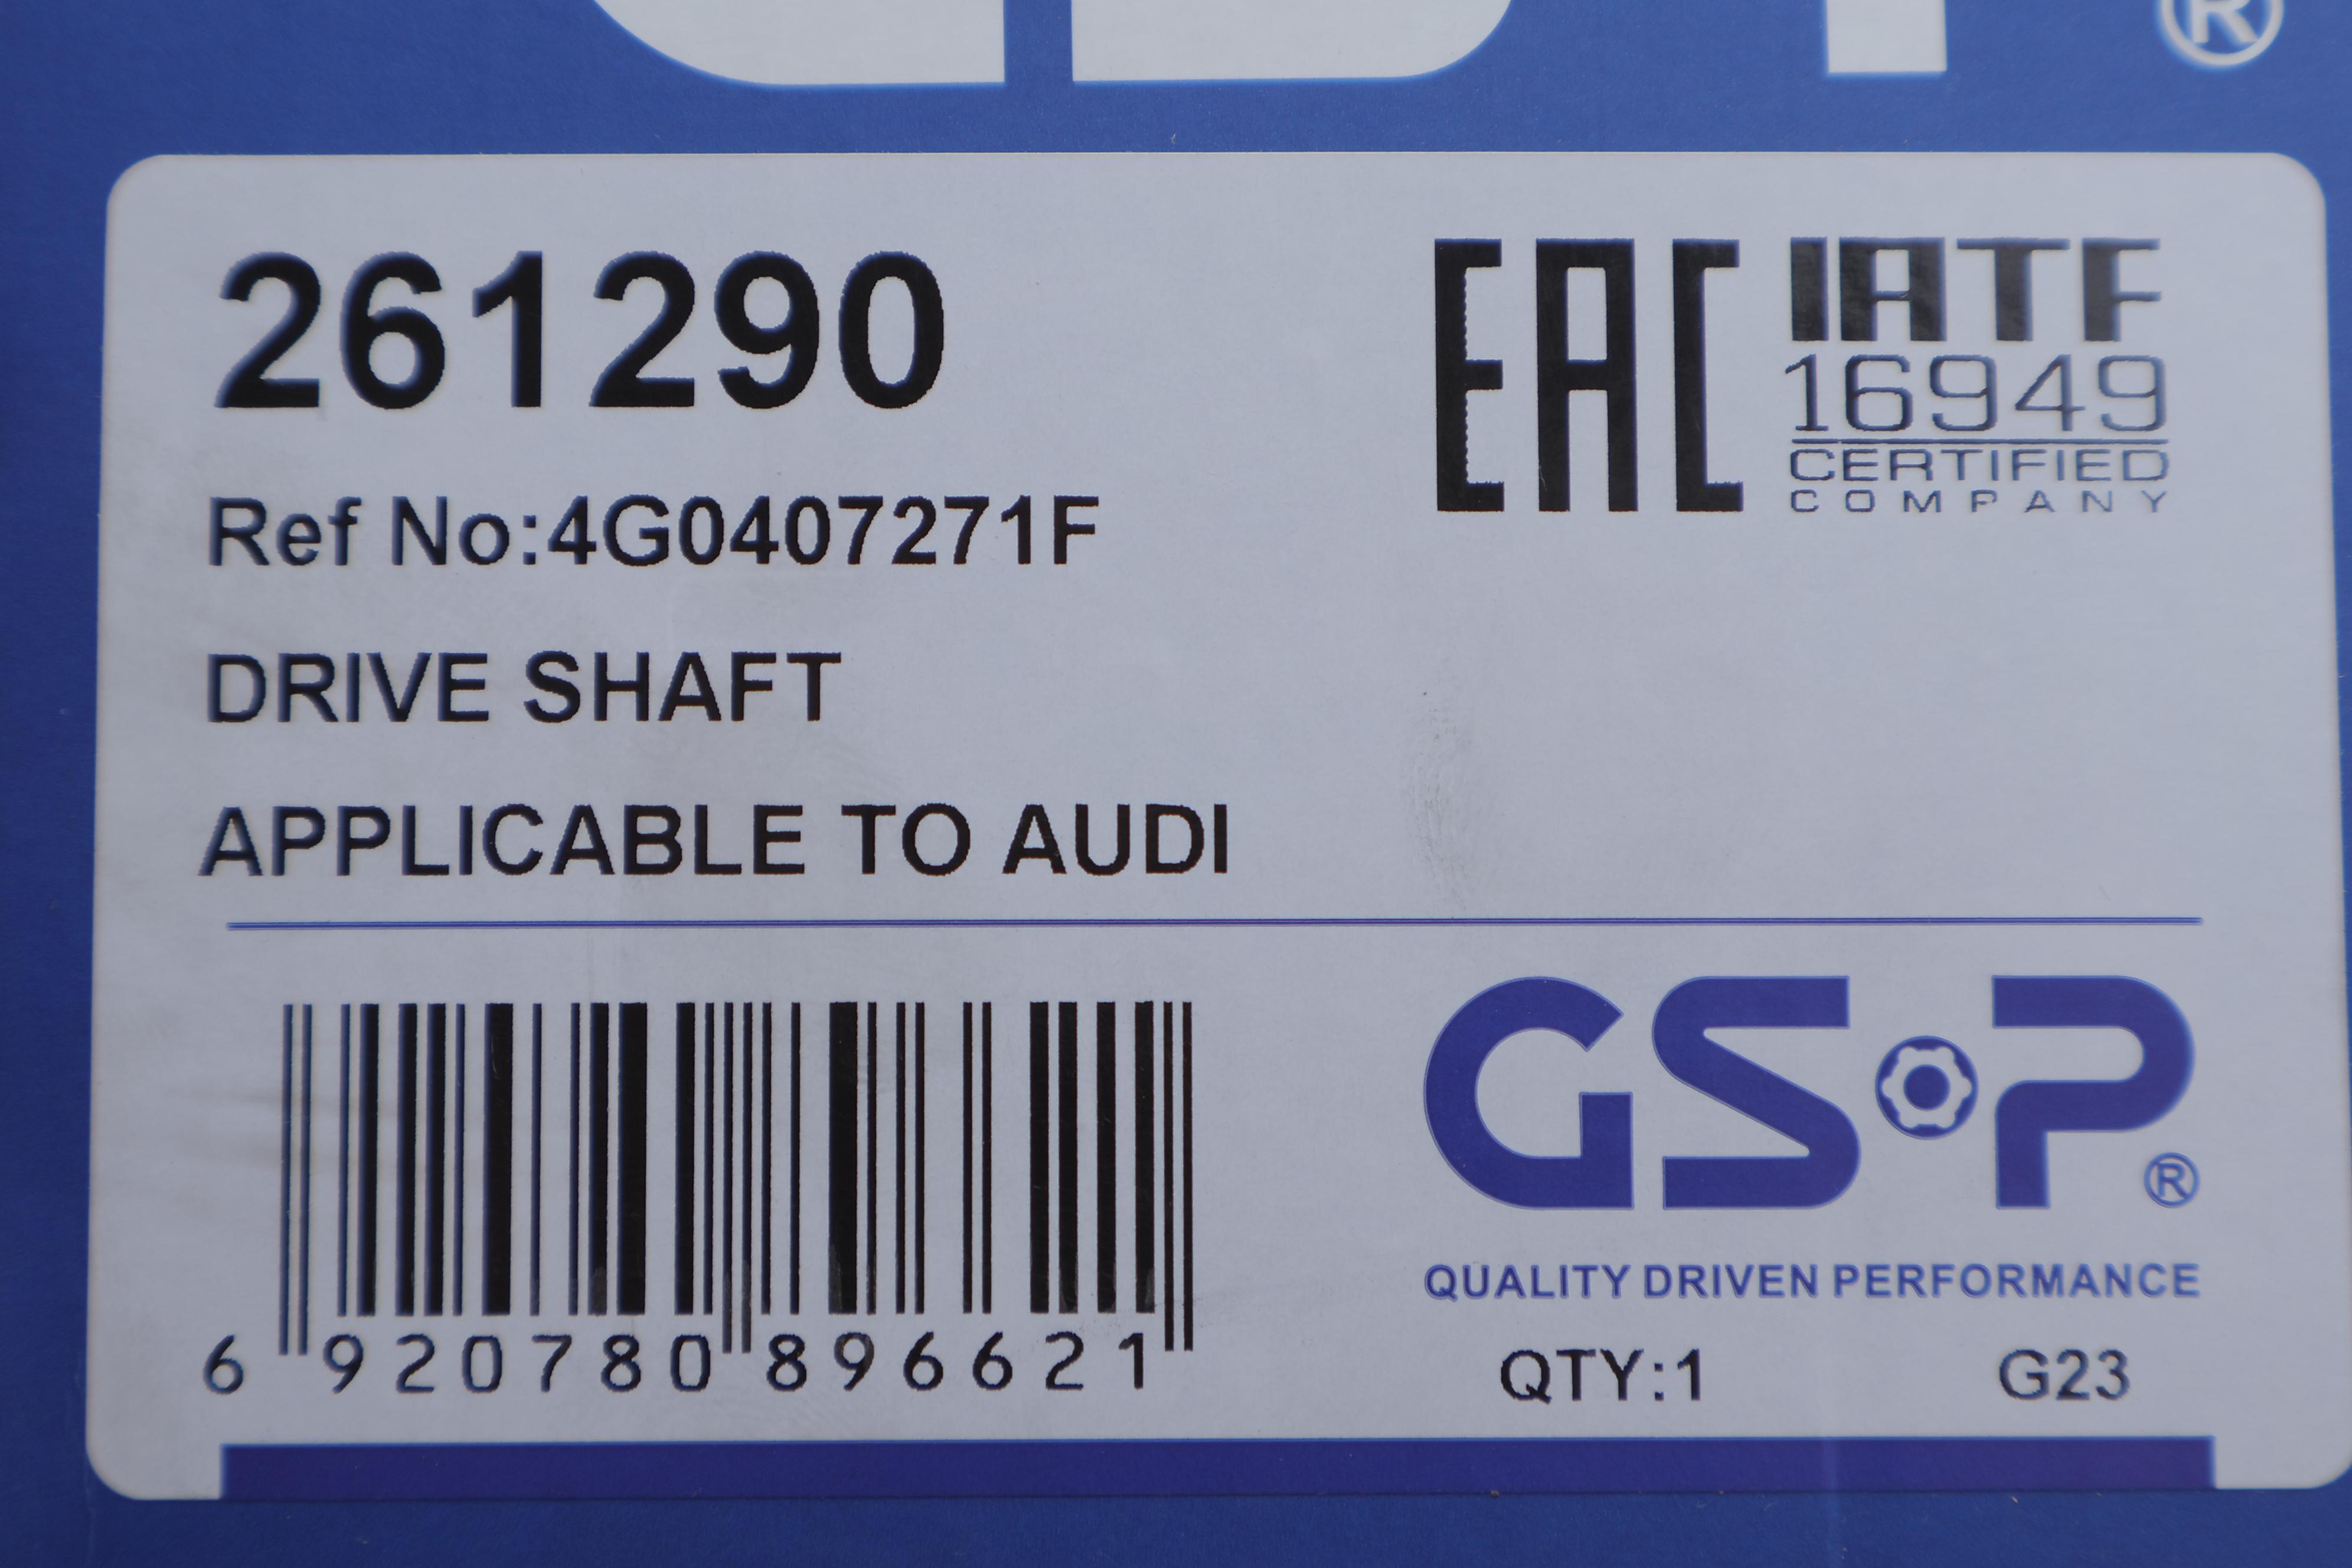 ®
261290
EAC
IATF
16949
CERTIFIED
COMPANY
Ref No:4G0407271F
DRIVE SHAFT
APPLICABLE TO AUDI
GSP®
QUALITY DRIVEN PERFORMANCE
6 920780 896621
QTY:1 G23